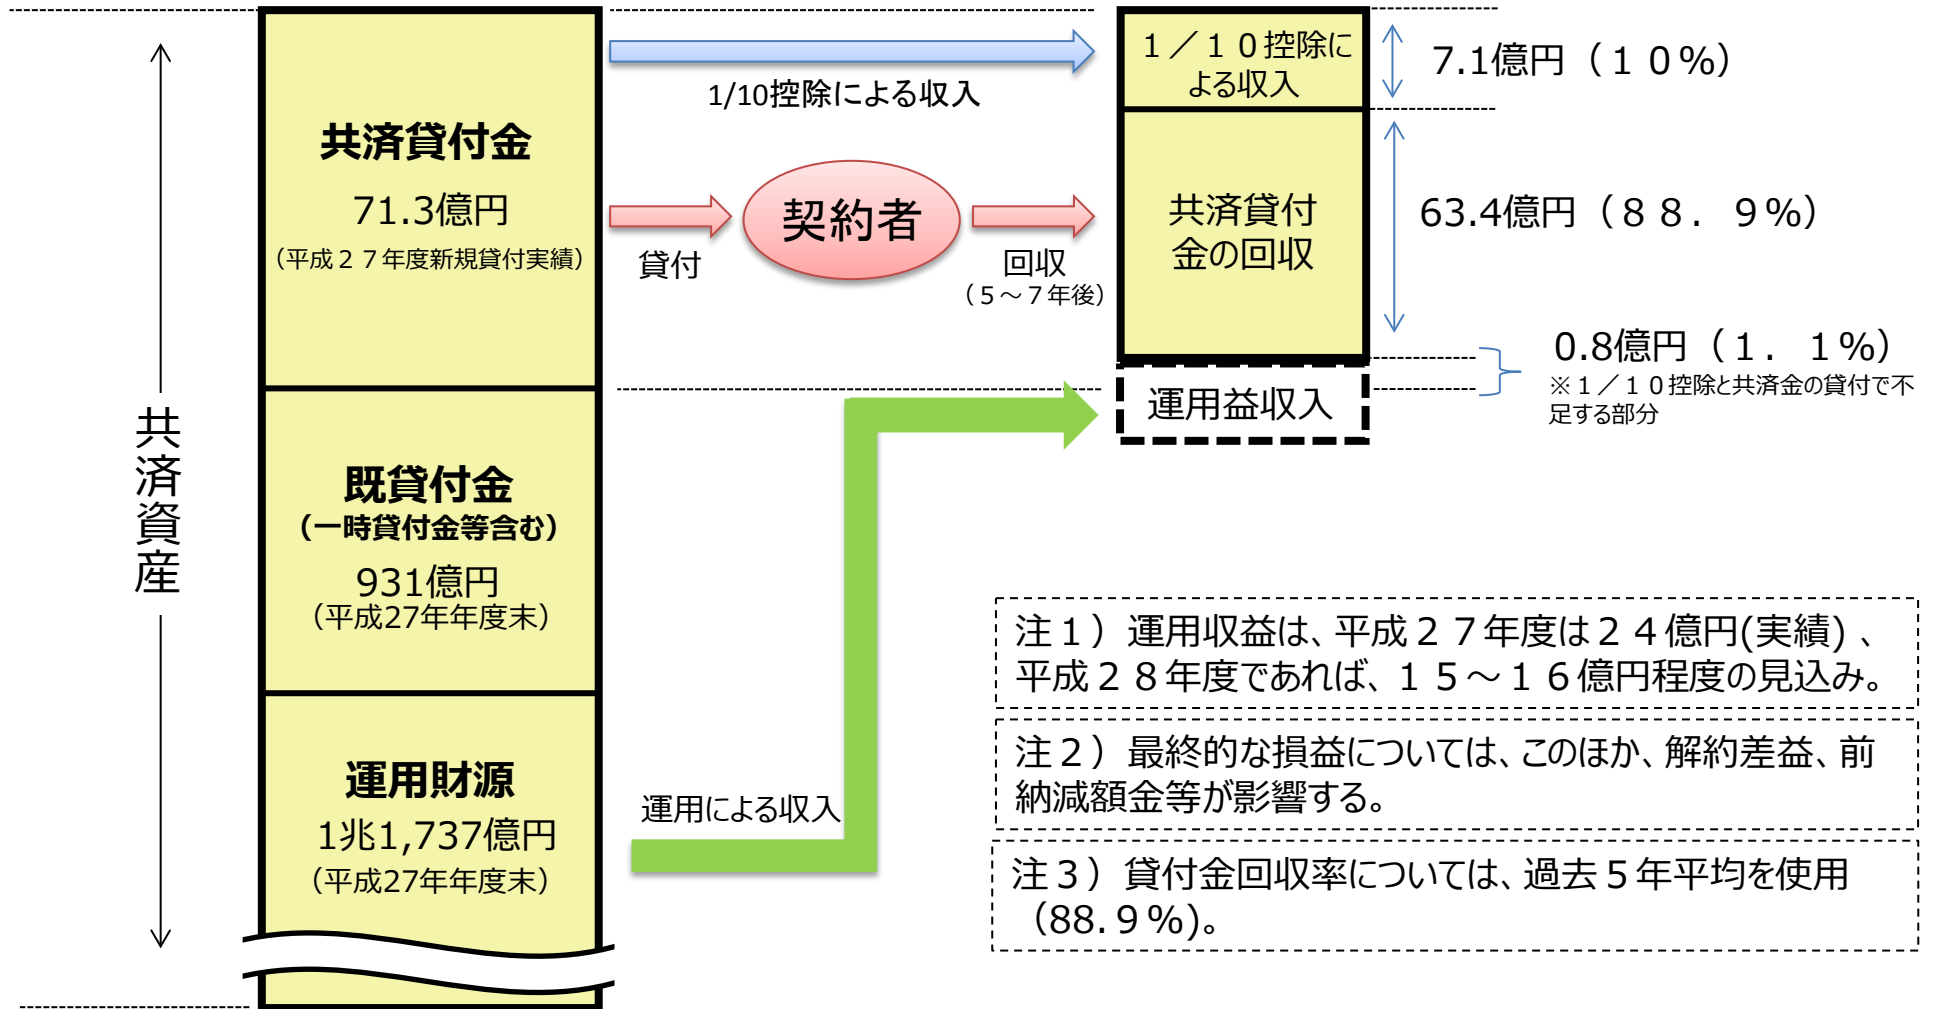 共済資産
共済貸付金
71.3億円
（平成２７年度新規貸付実績）
既貸付金
（一時貸付金等含む）
931億円
（平成27年年度末）
運用財源
1兆1,737億円
（平成27年年度末）
1/10控除による収入
貸付
契約者
回収
（５～７年後）
運用による収入
１／１０控除に
よる収入
共済貸付
金の回収
運用益収入
7.1億円（１０%）
63.4億円（８８．９%）
0.8億円（１．１%）
※１／１０控除と共済金の貸付で不
足する部分
注１）運用収益は、平成２７年度は２４億円(実績)、
平成２８年度であれば、１５～１６億円程度の見込み。
注２）最終的な損益については、このほか、解約差益、前
納減額金等が影響する。
注３）貸付金回収率については、過去５年平均を使用
（88.９%)。